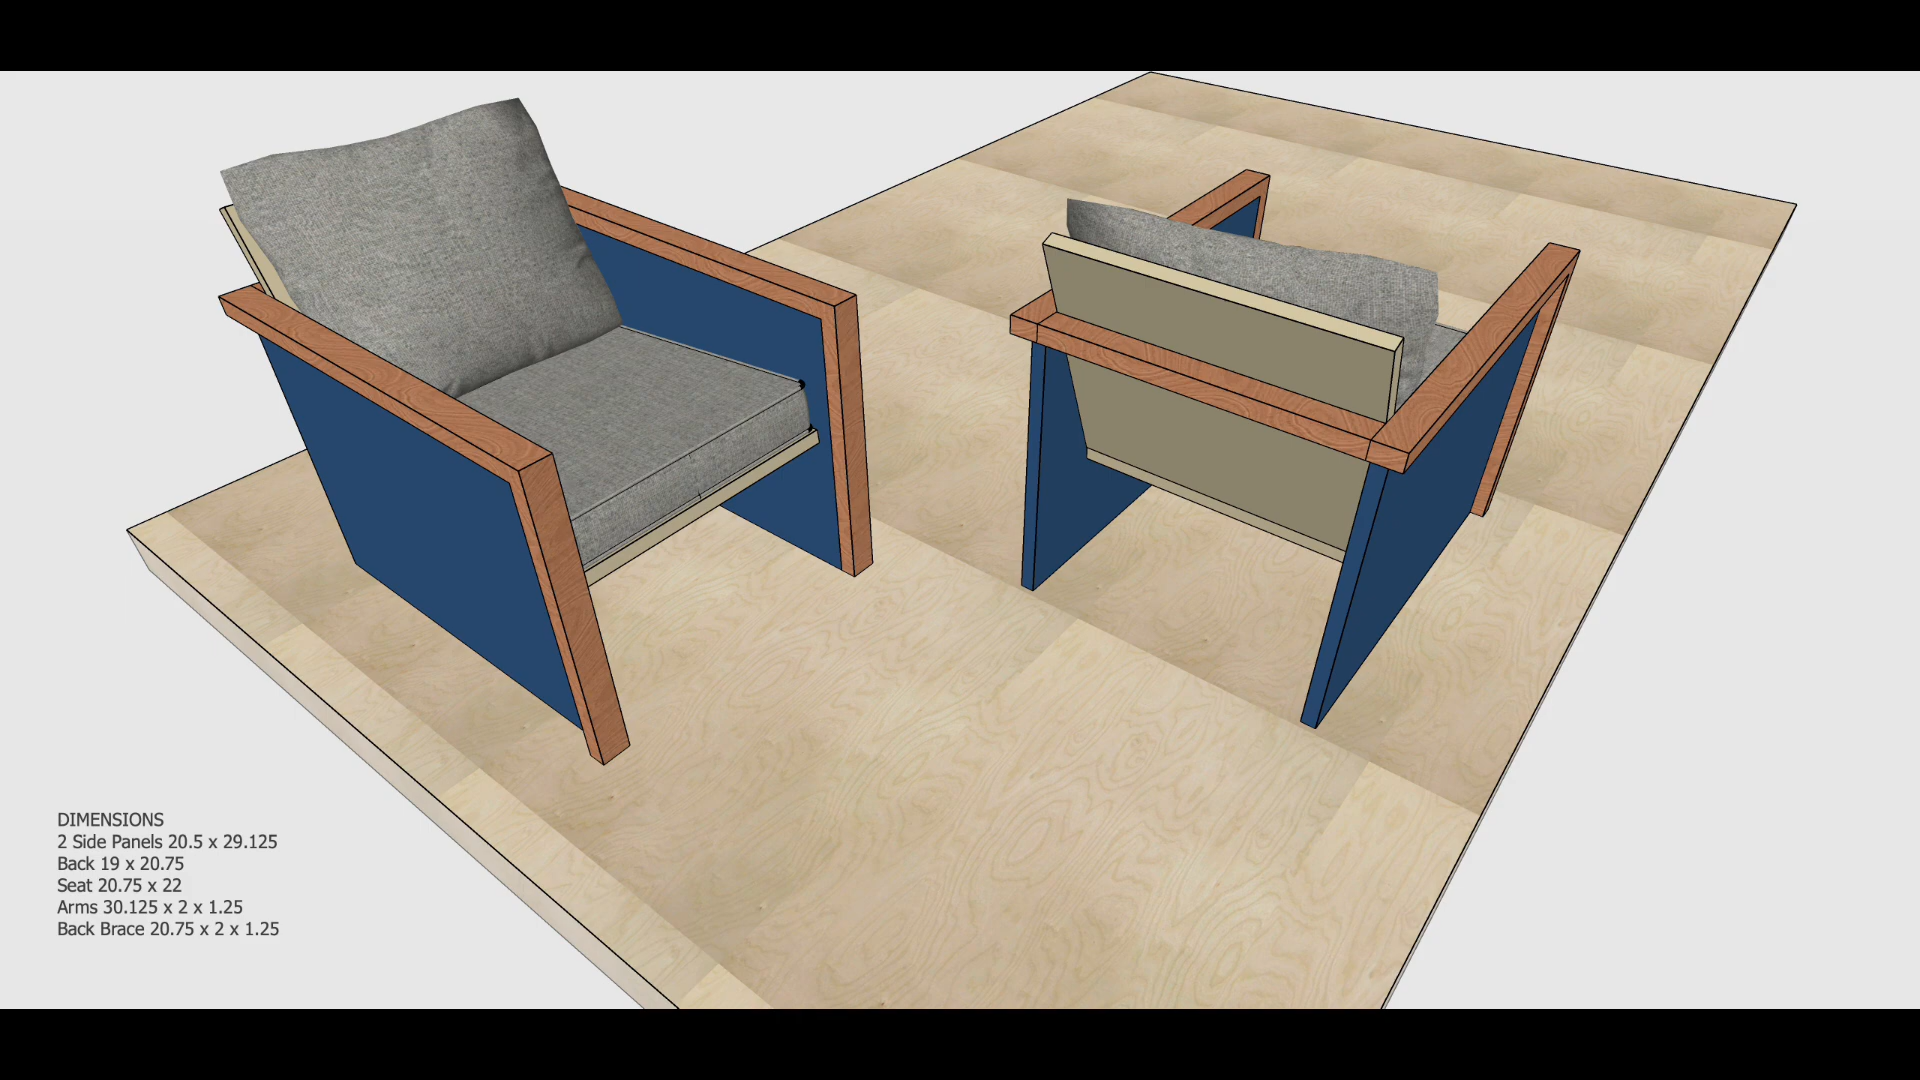 DIMENSIONS
2 Side Panels 20.5 x 29.125
Back 19 x 20.75
Seat 20.75 x 22
Arms 30.125 x 2 x 1.25
Back Brace 20.75 x 2 x 1.25